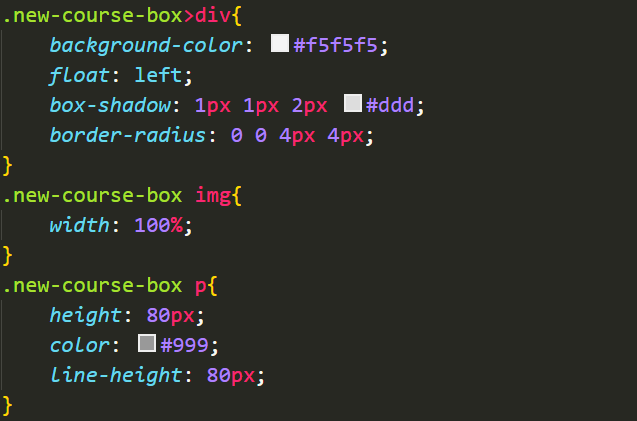 .new-course-box>div{
    background-color: #f5f5f5;
    float: left;
    box-shadow: 1px 1px 2px #ddd;
    border-radius: 0 0 4px 4px;
}
.new-course-box img{
    width: 100%;
}
.new-course-box p{
    height: 80px;
    color: #999;
    line-height: 80px;
}